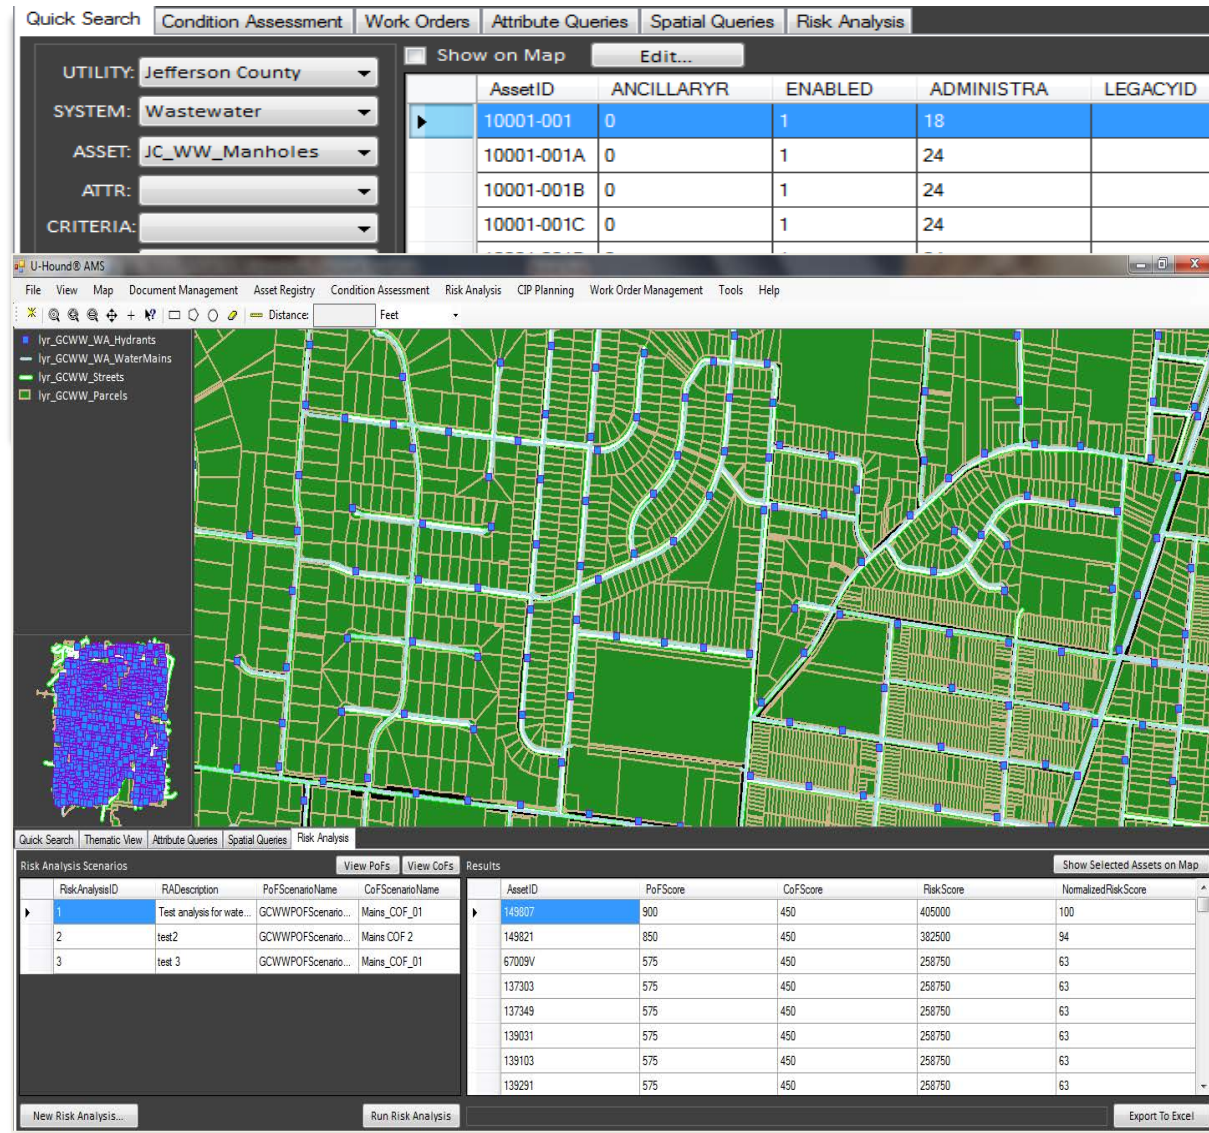 Quick Search Condition Assessment Work Orders Attribute Queries Spatial Queries Risk Analysis
Show on Map Edit...
UTILITY: Jefferson County
SYSTEM: Wastewater
ASSET: JC_WW_Manholes
ATTR:
CRITERIA:
AssetID ANCILLARYR ENABLED ADMINISTRA LEGACYID
10001-001 0 1 18
10001-001A 0 1 24
10001-001B 0 1 24
10001-001C 0 1 24
U-Hound® AMS
File View Map Document Management Asset Registry Condition Assessment Risk Analysis CIP Planning Work Order Management Tools Help
Distance: Feet
lyr_GCWW_WA_Hydrants
lyr_GCWW_WA_WaterMains
lyr_GCWW_Streets
lyr_GCWW_Parcels
Quick Search Thematic View Attribute Queries Spatial Queries Risk Analysis
Risk Analysis Scenarios View PoFs View CoFs
RiskAnalysisID RADescription PoFScenarioName CoFScenarioName
1 Test analysis for wate... GCWWPOFScenario... Mains_COF_01
2 test2 GCWWPOFScenario... Mains COF 2
3 test 3 GCWWPOFScenario... Mains_COF_01
New Risk Analysis... Run Risk Analysis
Results Show Selected Assets on Map
AssetID PoFScore CoFScore RiskScore NormalizedRiskScore
149807 900 450 405000 100
149821 850 450 382500 94
67009V 575 450 258750 63
137303 575 450 258750 63
137349 575 450 258750 63
139031 575 450 258750 63
139103 575 450 258750 63
139291 575 450 258750 63
Export To Excel